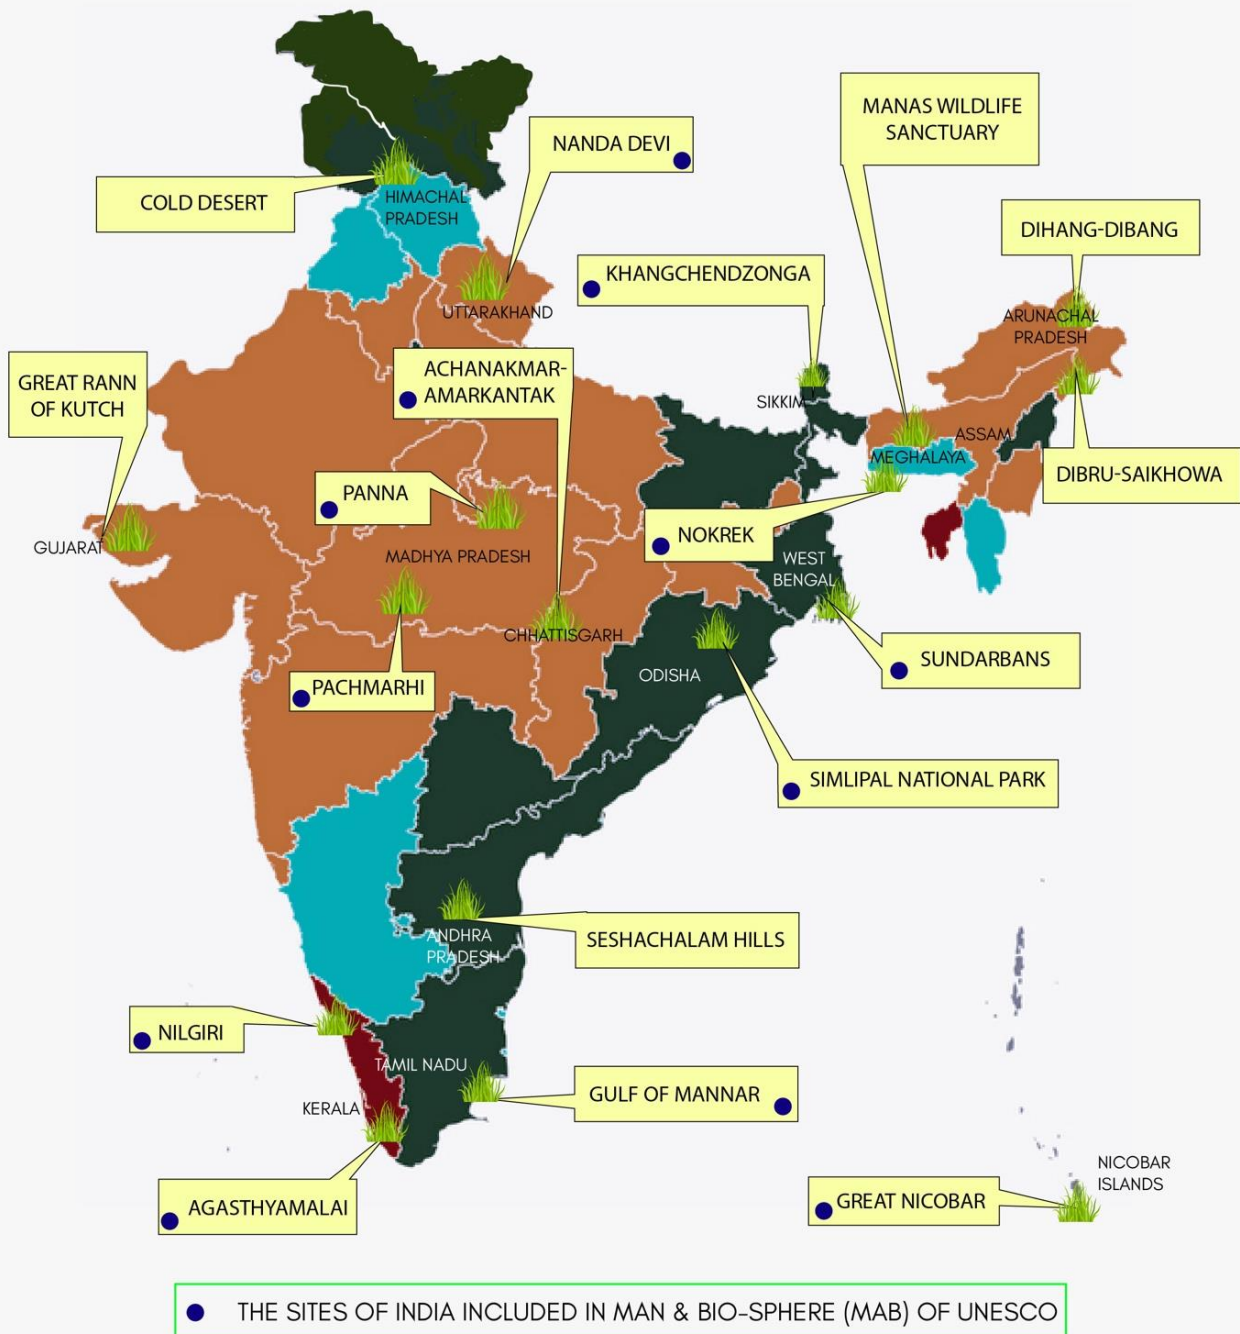 MANAS WILDLIFE
SANCTUARY
NANDA DEVI
COLD DESERT
HIMACHAL
PRADESH
DIHANG-DIBANG
KHANGCHENDZONGA
UTTARAKHAND
ARUNACHAL
PRADESH
GREAT RANN
OF KUTCH
ACHANAKMAR-
AMARKANTAK
SIKKIM
ASSAM
MEGHALAYA
DIBRU-SAIKHOWA
PANNA
NOKREK
GUJARAT
MADHYA PRADESH
WEST
BENGAL
CHHATTISGARH
SUNDARBANS
PACHMARHI
ODISHA
SIMLIPAL NATIONAL PARK
ANDHRA
PRADESH
SESHACHALAM HILLS
NILGIRI
TAMIL NADU
GULF OF MANNAR
KERALA
AGASTHYAMALAI
GREAT NICOBAR
NICOBAR
ISLANDS
THE SITES OF INDIA INCLUDED IN MAN & BIO-SPHERE (MAB) OF UNESCO